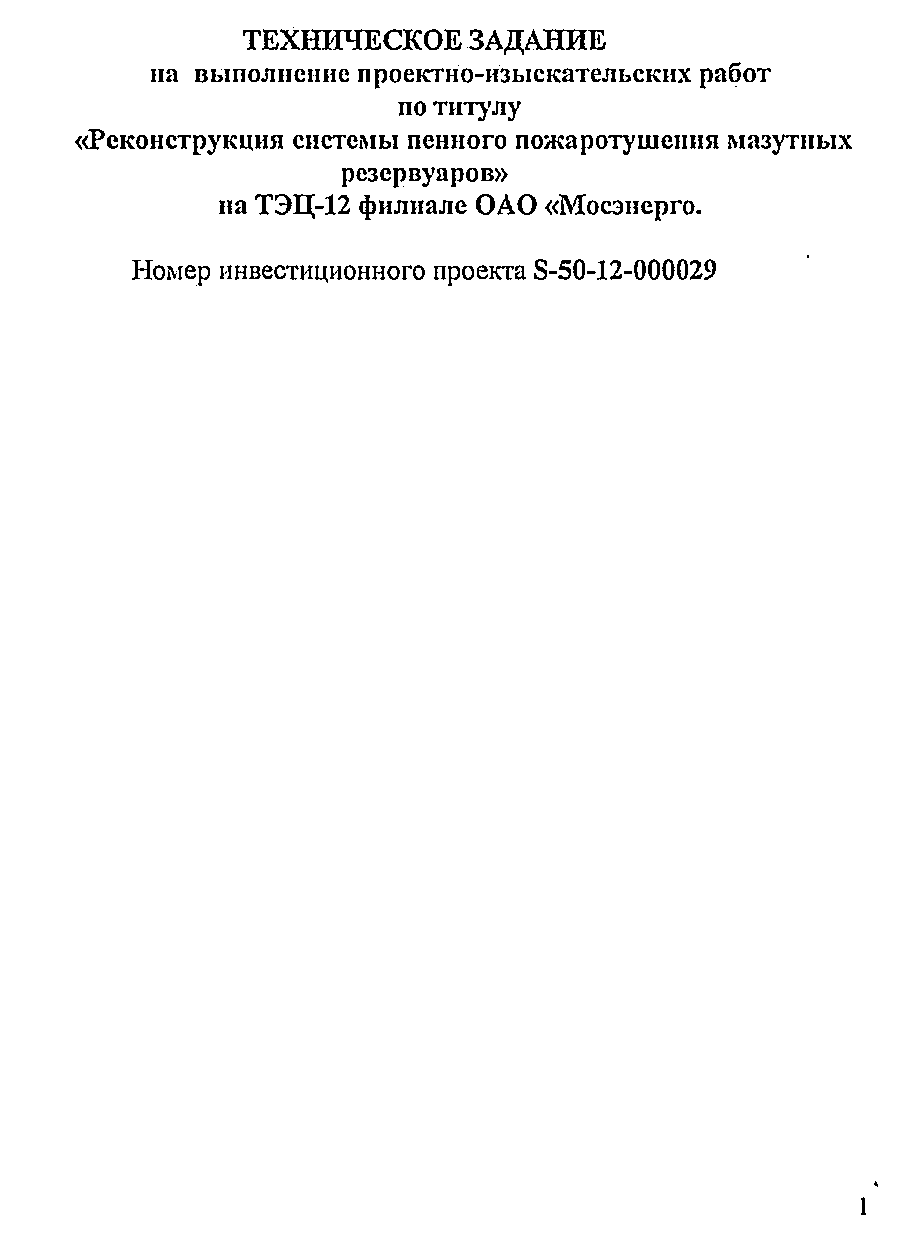 ТЕХНИЧЕСКОЕ ЗАДАНИЕ
на выполнение проектно-изыскательских работ
по титулу
«Реконструкция системы пенного пожаротушения мазутных
резервуаров»
на ТЭЦ-12 филиале ОАО «Мосэнерго.
Номер инвестиционного проекта S-50-12-000029
1